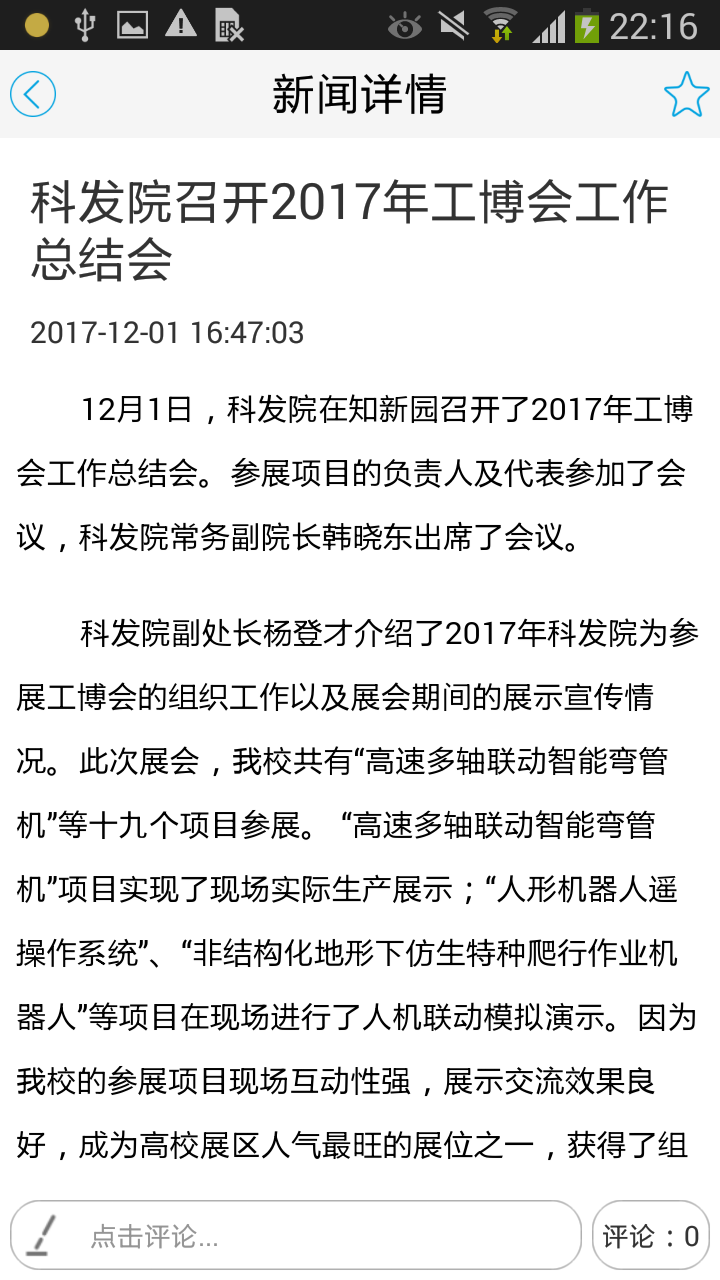 22:16
新闻详情
科发院召开2017年工博会工作
总结会
2017-12-01 16:47:03
12月1日，科发院在知新园召开了2017年工博
会工作总结会。参展项目的负责人及代表参加了会
议，科发院常务副院长韩晓东出席了会议。
科发院副处长杨登才介绍了2017年科发院为参
展工博会的组织工作以及展会期间的展示宣传情
况。此次展会，我校共有“高速多轴联动智能弯管
机”等十九个项目参展。 “高速多轴联动智能弯管
机”项目实现了现场实际生产展示；“人形机器人遥
操作系统”、“非结构化地形下仿生特种爬行作业机
器人”等项目在现场进行了人机联动模拟演示。因为
我校的参展项目现场互动性强，展示交流效果良
好，成为高校展区人气最旺的展位之一，获得了组
点击评论...
评论：0